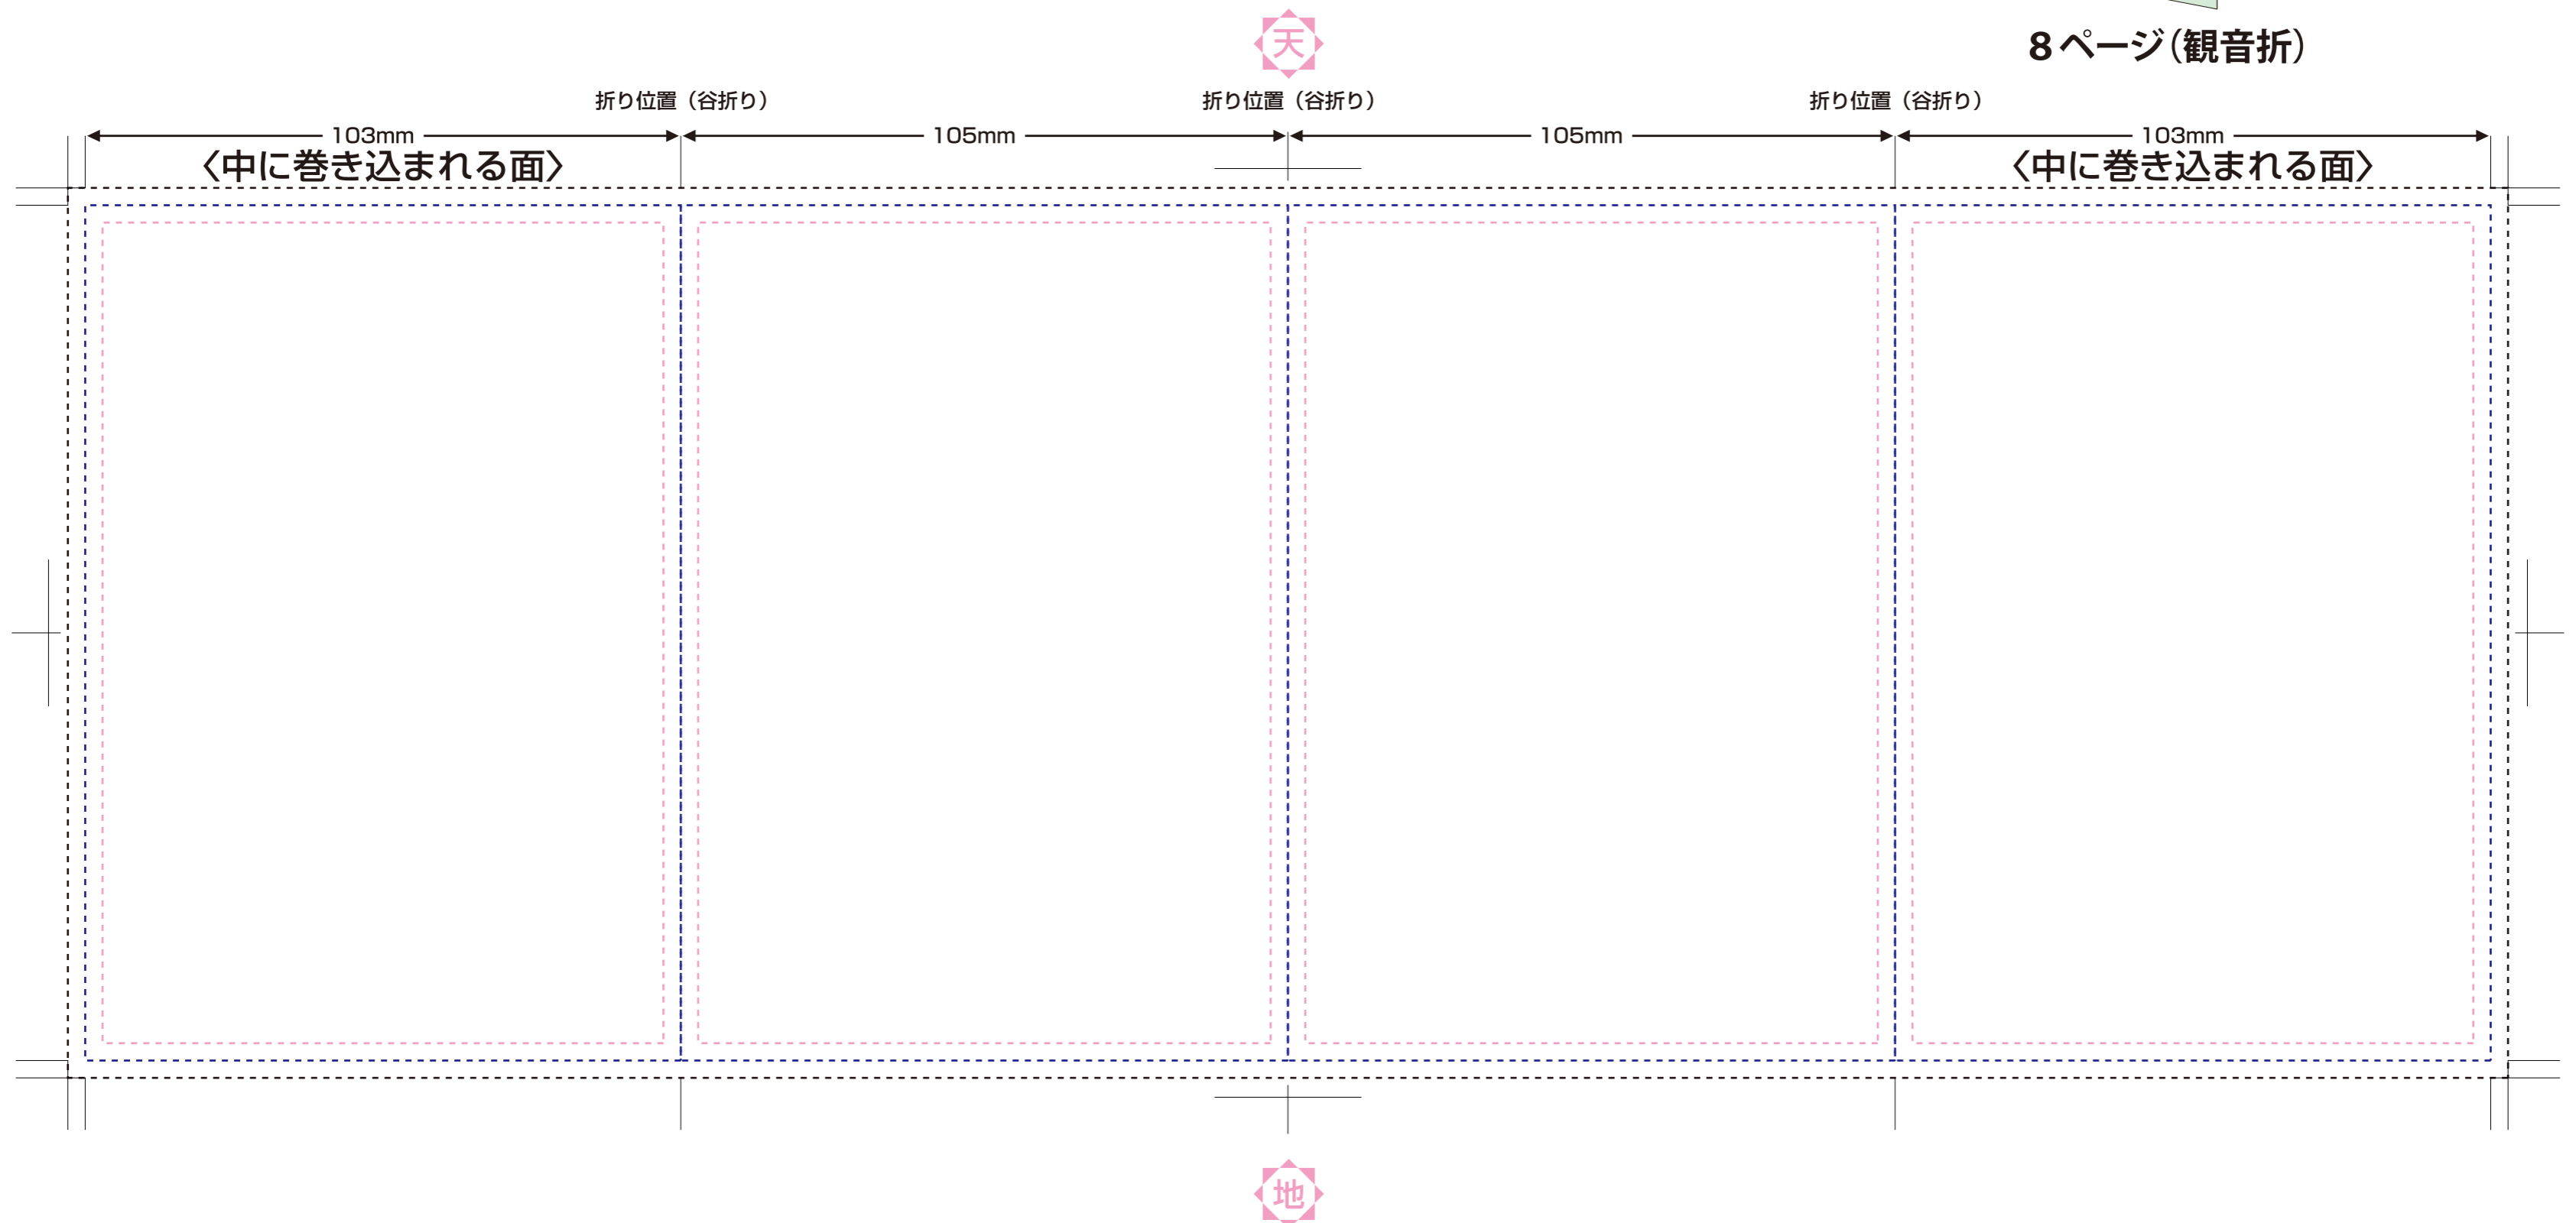 天
8ページ(観音折)
折り位置(谷折り)
折り位置(谷折り)
折り位置(谷折り)
103mm
105mm
105mm
103mm
〈中に巻き込まれる面〉
〈中に巻き込まれる面〉
地